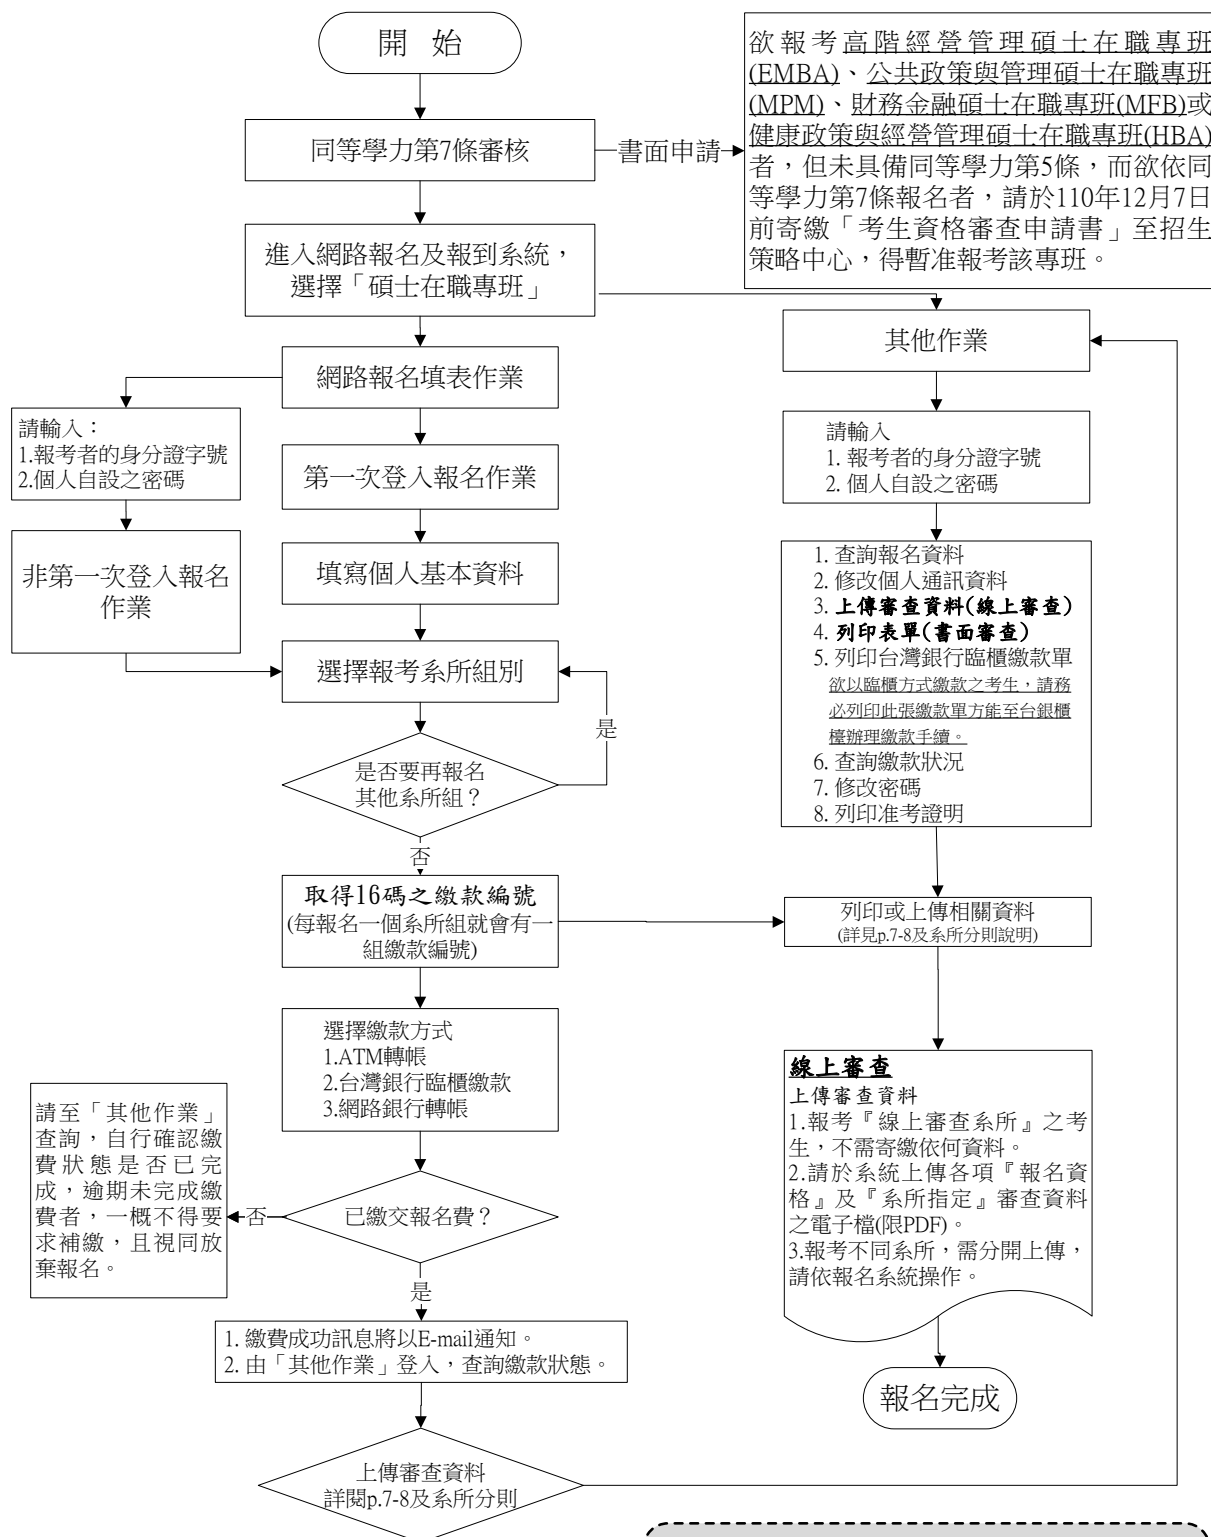 開 始
同等學力第7條審核
書面申請
欲報考高階經營管理碩士在職專班
(EMBA)、公共政策與管理碩士在職專班
(MPM)、財務金融碩士在職專班(MFB)或
健康政策與經營管理碩士在職專班(HBA)
者，但未具備同等學力第5條，而欲依同
等學力第7條報名者，請於110年12月7日
前寄繳「考生資格審查申請書」至招生
策略中心，得暫准報考該專班。
進入網路報名及報到系統，
選擇「碩士在職專班」
其他作業
網路報名填表作業
請輸入：
1.報考者的身分證字號
2.個人自設之密碼
第一次登入報名作業
非第一次登入報名
作業
填寫個人基本資料
選擇報考系所組別
是
是否要再報名
其他系所組？
否
請輸入
1. 報考者的身分證字號
2. 個人自設之密碼
1. 查詢報名資料
2. 修改個人通訊資料
3. 上傳審查資料(線上審查)
4. 列印表單(書面審查)
5. 列印台灣銀行臨櫃繳款單
欲以臨櫃方式繳款之考生，請務
必列印此張繳款單方能至台銀櫃
檯辦理繳款手續。
6. 查詢繳款狀況
7. 修改密碼
8. 列印准考證明
取得16碼之繳款編號
(每報名一個系所組就會有一
組繳款編號)
列印或上傳相關資料
(詳見p.7-8及系所分則說明)
選擇繳款方式
1.ATM轉帳
2.台灣銀行臨櫃繳款
3.網路銀行轉帳
線上審查
上傳審查資料
1.報考『線上審查系所』之考
生，不需寄繳依何資料。
2.請於系統上傳各項『報名資
格』及『系所指定』審查資料
之電子檔(限PDF)。
3.報考不同系所，需分開上傳，
請依報名系統操作。
請至「其他作業」
查詢，自行確認繳
費狀態是否已完
成，逾期未完成繳
費者，一概不得要
求補繳，且視同放
棄報名。
否
已繳交報名費？
是
1. 繳費成功訊息將以E-mail通知。
2. 由「其他作業」登入，查詢繳款狀態。
報名完成
上傳審查資料
詳閱p.7-8及系所分則